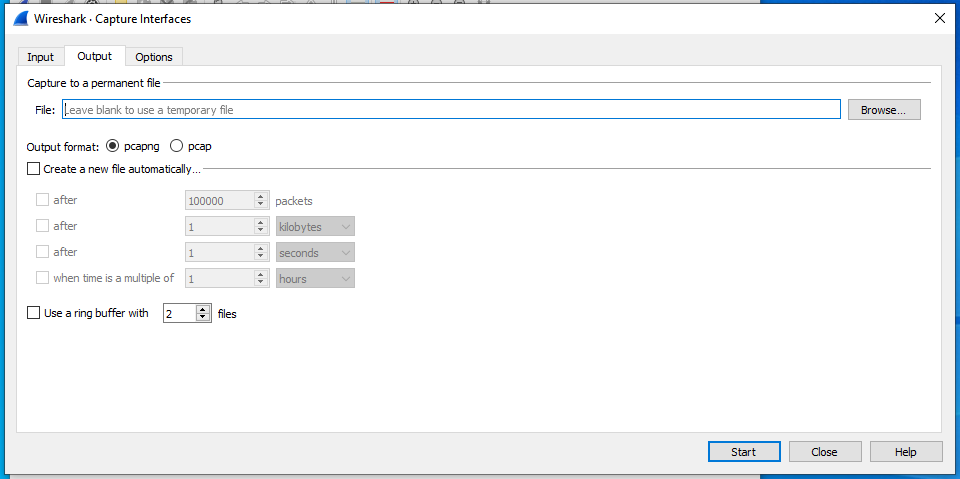 Wireshark · Capture Interfaces
Input Output Options
Capture to a permanent file
File: Leave blank to use a temporary file Browse...
Output format: pcapng pcap
Create a new file automatically...
after 100000 packets
after 1 kilobytes
after 1 seconds
when time is a multiple of 1 hours
Use a ring buffer with 2 files
Start Close Help